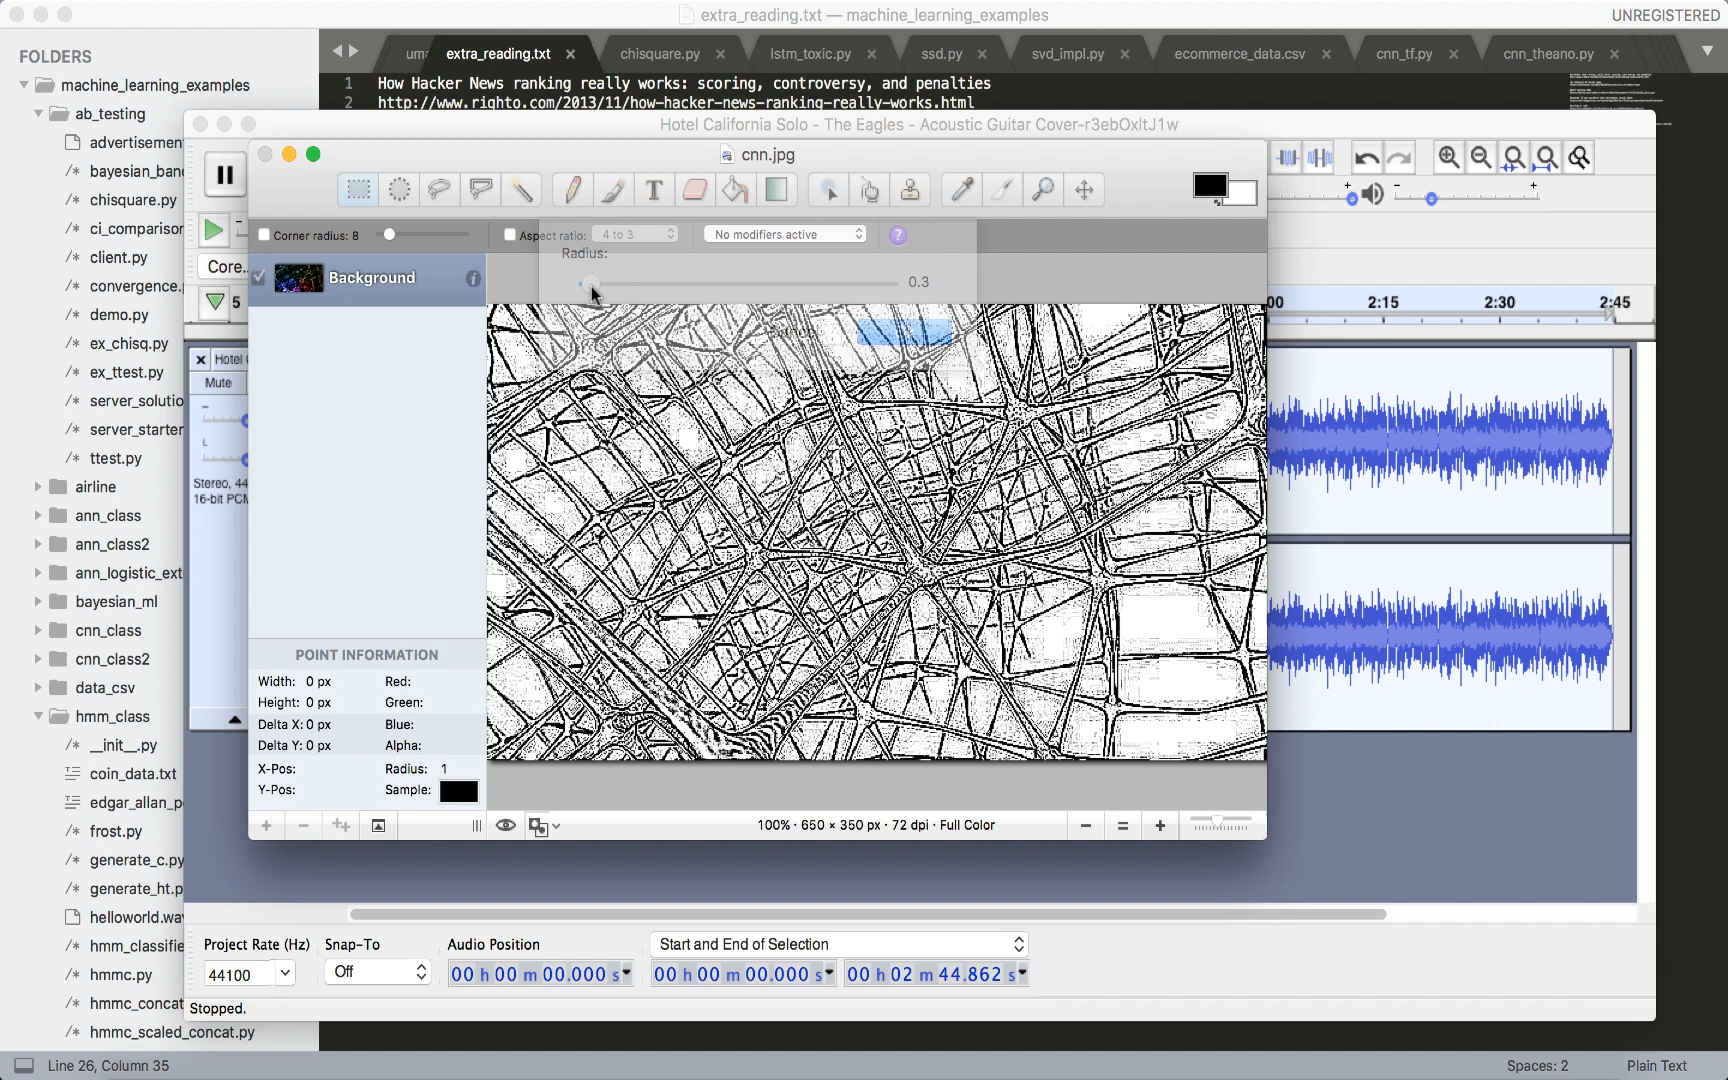 extra_reading.txt — machine_learning_examples
UNREGISTERED
FOLDERS
machine_learning_examples
ab_testing
advertisemen
bayesian_ban
/* chisquare.py
/* ci_comparisor
/* client.py
/* convergence.
/* demo.py
/* ex_chisq.py
/* ex_ttest.py
/* server_solutio
/* server_starter
/* ttest.py
airline
ann_class
ann_class2
ann_logistic_ext
bayesian_ml
cnn_class
cnn_class2
data_csv
hmm_class
/* __init__.py
coin_data.txt
edgar_allan_p
/* frost.py
/* generate_c.py
/* generate_ht.p
helloworld.wa
/* hmm_classifie
/* hmmc.py
/* hmmc_concat
/* hmmc_scaled_concat.py
uma extra_reading.txt × chisquare.py × lstm_toxic.py × ssd.py × svd_impl.py × ecommerce_data.csv × cnn_tf.py × cnn_theano.py ×
1 How Hacker News ranking really works: scoring, controversy, and penalties
2 http://www.righto.com/2013/11/how-hacker-news-ranking-really-works.html
Hotel California Solo - The Eagles - Acoustic Guitar Cover-r3ebOxltJ1w
cnn.jpg
Corner radius: 8
Aspect ratio: 4 to 3
No modifiers active
?
Radius:
0.3
Background
Core..
5
00 2:15 2:30 2:45
Hotel
Mute
L
Stereo, 44
16-bit PCM
POINT INFORMATION
Width: 0 px Red:
Height: 0 px Green:
Delta X: 0 px Blue:
Delta Y: 0 px Alpha:
X-Pos: Radius: 1
Y-Pos: Sample:
100% · 650 × 350 px · 72 dpi · Full Color
Project Rate (Hz) Snap-To Audio Position Start and End of Selection
44100 Off 00 h 00 m 00.000 s 00 h 00 m 00.000 s 00 h 02 m 44.862 s
Stopped.
Line 26, Column 35
Spaces: 2
Plain Text